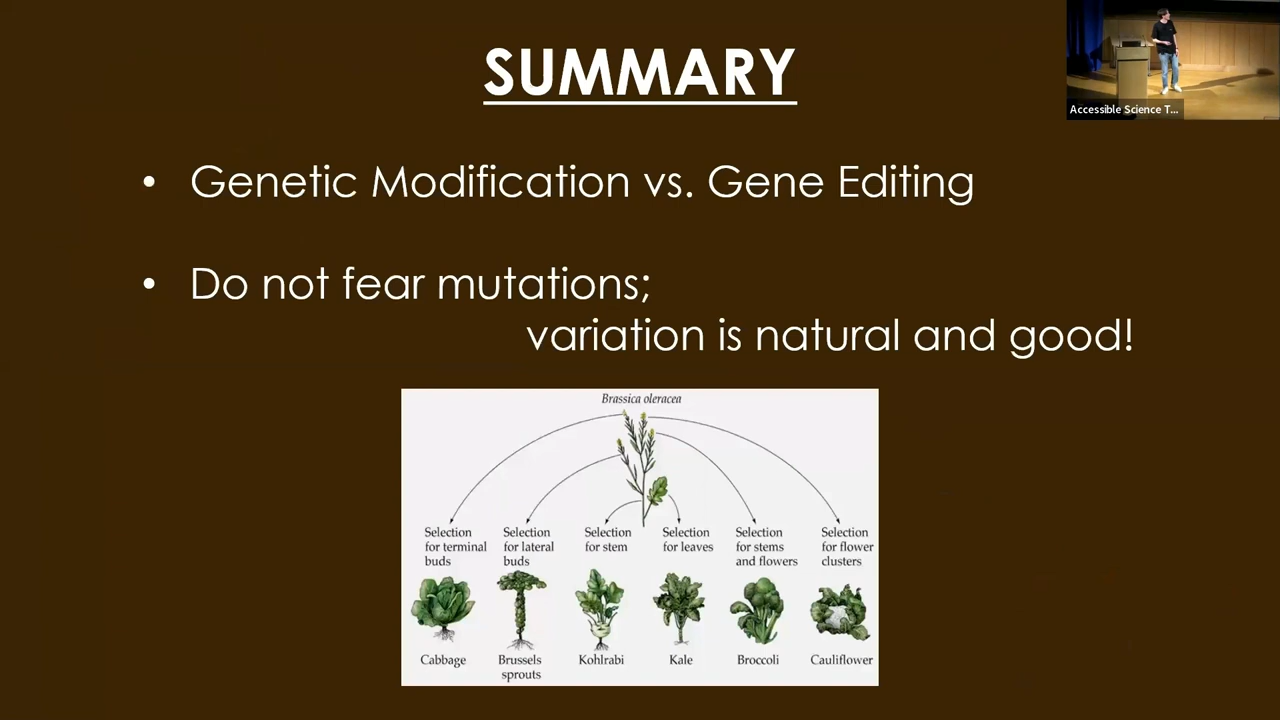 SUMMARY
Accessible Science T...
• Genetic Modification vs. Gene Editing
• Do not fear mutations;
variation is natural and good!
Brassica oleracea
Selection for terminal buds
Selection for lateral buds
Selection for stem
Selection for leaves
Selection for stems and flowers
Selection for flower clusters
Cabbage
Brussels sprouts
Kohlrabi
Kale
Broccoli
Cauliflower